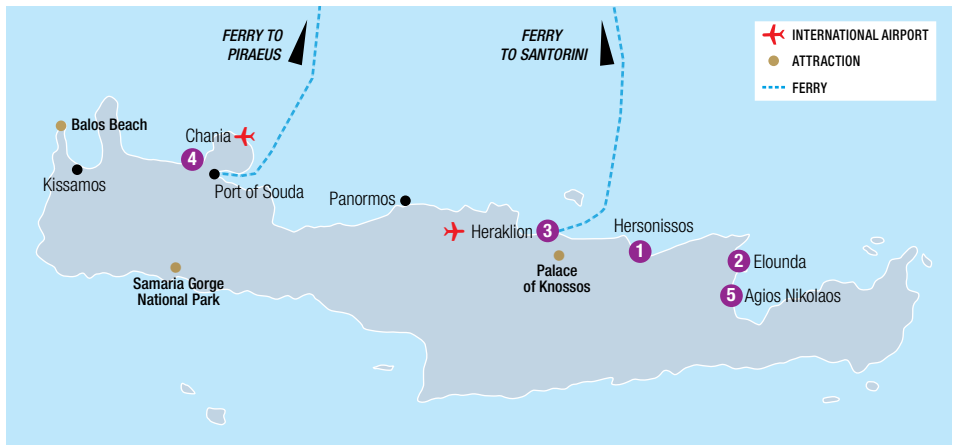 FERRY TO
PIRAEUS
FERRY
TO SANTORINI
INTERNATIONAL AIRPORT
ATTRACTION
FERRY
Balos Beach
Chania
4
Kissamos
Port of Souda
Panormos
Heraklion 3
Hersonissos
1
2 Elounda
Palace
of Knossos
Samaria Gorge
National Park
5 Agios Nikolaos